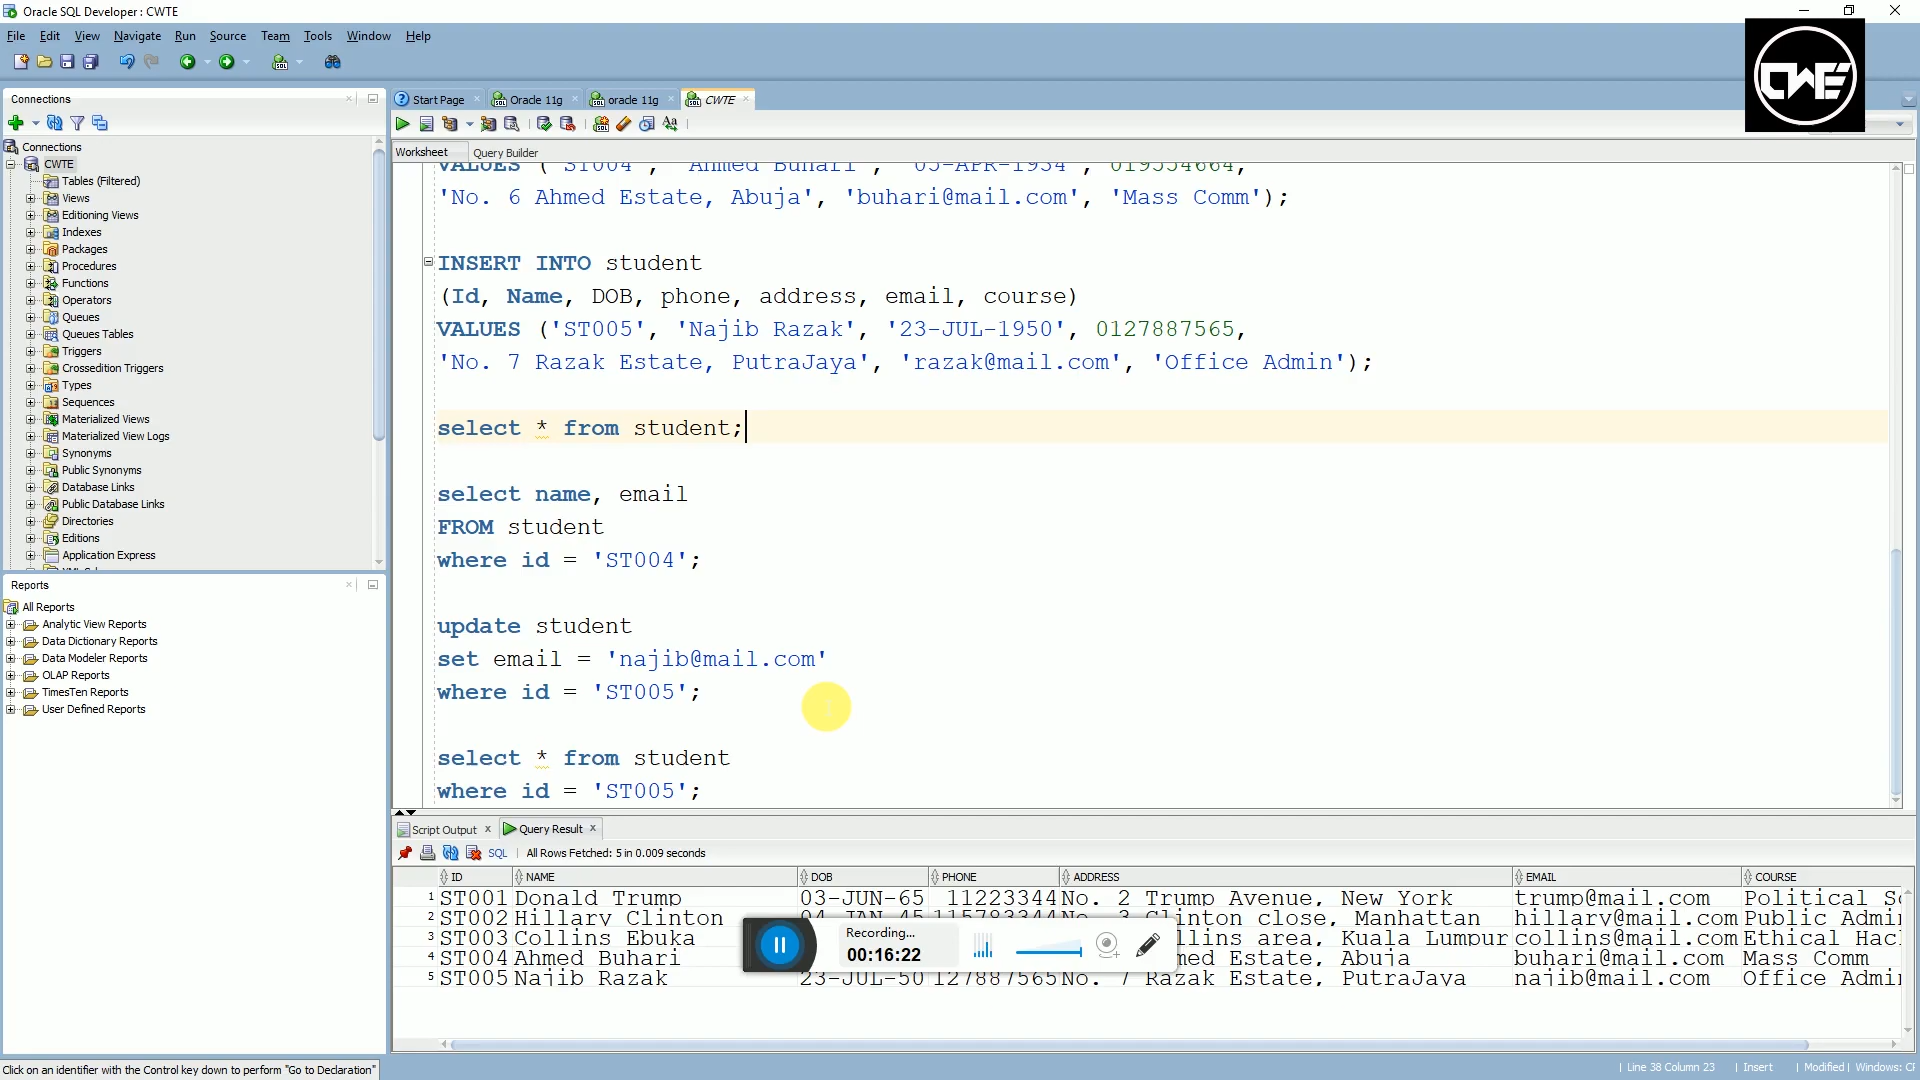 Oracle SQL Developer : CWTE
File Edit View Navigate Run Source Team Tools Window Help
CWE
Connections
Start Page
Oracle 11g
oracle 11g
CWTE
SQL
Worksheet
Query Builder
Connections
CWTE
Tables (Filtered)
Views
Editioning Views
Indexes
Packages
Procedures
Functions
Operators
Queues
Queues Tables
Triggers
Crossedition Triggers
Types
Sequences
Materialized Views
Materialized View Logs
Synonyms
Public Synonyms
Database Links
Public Database Links
Directories
Editions
Application Express
Reports
All Reports
Analytic View Reports
Data Dictionary Reports
Data Modeler Reports
OLAP Reports
TimesTen Reports
User Defined Reports
VALUES ('ST004', 'Ahmed Buhari', '05-APR-1934', 019554664,
'No. 6 Ahmed Estate, Abuja', 'buhari@mail.com', 'Mass Comm');
INSERT INTO student
(Id, Name, DOB, phone, address, email, course)
VALUES ('ST005', 'Najib Razak', '23-JUL-1950', 0127887565,
'No. 7 Razak Estate, PutraJaya', 'razak@mail.com', 'Office Admin');
select * from student;
select name, email
FROM student
where id = 'ST004';
update student
set email = 'najib@mail.com'
where id = 'ST005';
select * from student
where id = 'ST005';
Script Output
Query Result
SQL | All Rows Fetched: 5 in 0.009 seconds
ID NAME DOB PHONE ADDRESS EMAIL COURSE
1 ST001 Donald Trump 03-JUN-65 11223344 No. 2 Trump Avenue, New York trump@mail.com Political S
2 ST002 Hillary Clinton 04-JAN-45 115783344 No. 3 Clinton close, Manhattan hillary@mail.com Public Admi
3 ST003 Collins Ebuka llins area, Kuala Lumpur collins@mail.com Ethical Hac
4 ST004 Ahmed Buhari med Estate, Abuja buhari@mail.com Mass Comm
5 ST005 Najib Razak 23-JUL-50 127887565 No. 7 Razak Estate, PutraJaya najib@mail.com Office Admi
Recording...
00:16:22
Click on an identifier with the Control key down to perform "Go to Declaration"
Line 38 Column 23 | Insert | Modified | Windows: C